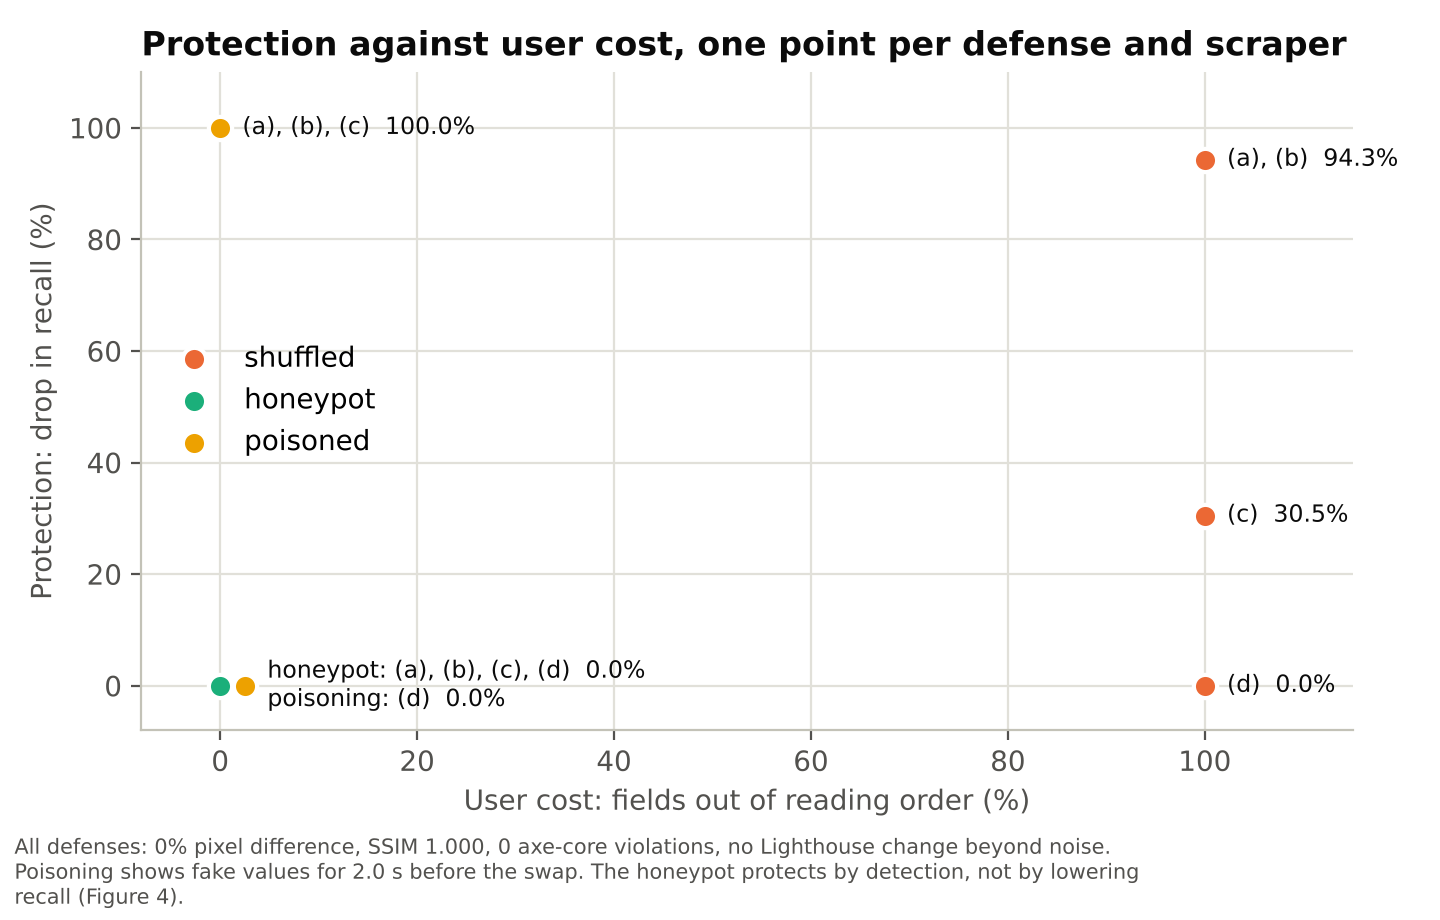 Protection against user cost, one point per defense and scraper
Protection: drop in recall (%)
100
80
60
40
20
0
(a), (b), (c)  100.0%
(a), (b)  94.3%
shuffled
honeypot
poisoned
(c)  30.5%
honeypot: (a), (b), (c), (d)  0.0%
poisoning: (d)  0.0%
(d)  0.0%
0 20 40 60 80 100
User cost: fields out of reading order (%)
All defenses: 0% pixel difference, SSIM 1.000, 0 axe-core violations, no Lighthouse change beyond noise.
Poisoning shows fake values for 2.0 s before the swap. The honeypot protects by detection, not by lowering
recall (Figure 4).